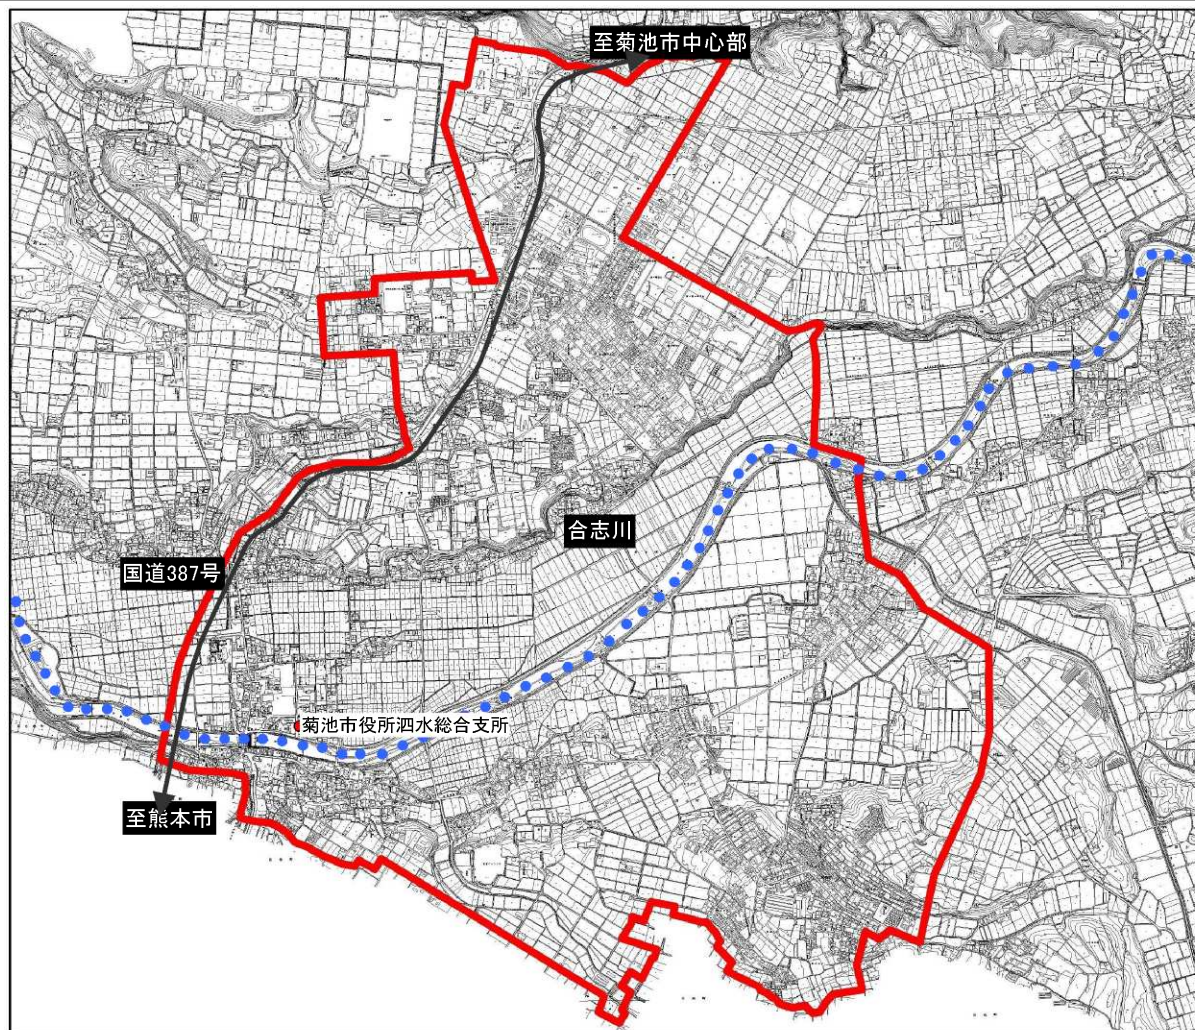 至菊池市中心部
合志川
国道387号
菊池市役所泗水総合支所
至熊本市